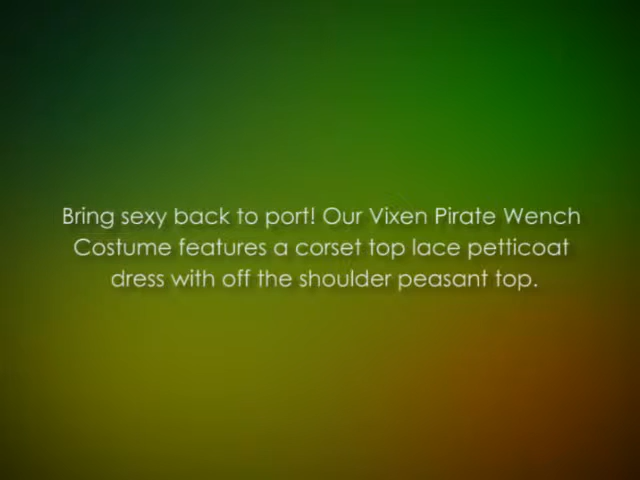 Bring sexy back to port! Our Vixen Pirate Wench
Costume features a corset top lace petticoat
dress with off the shoulder peasant top.